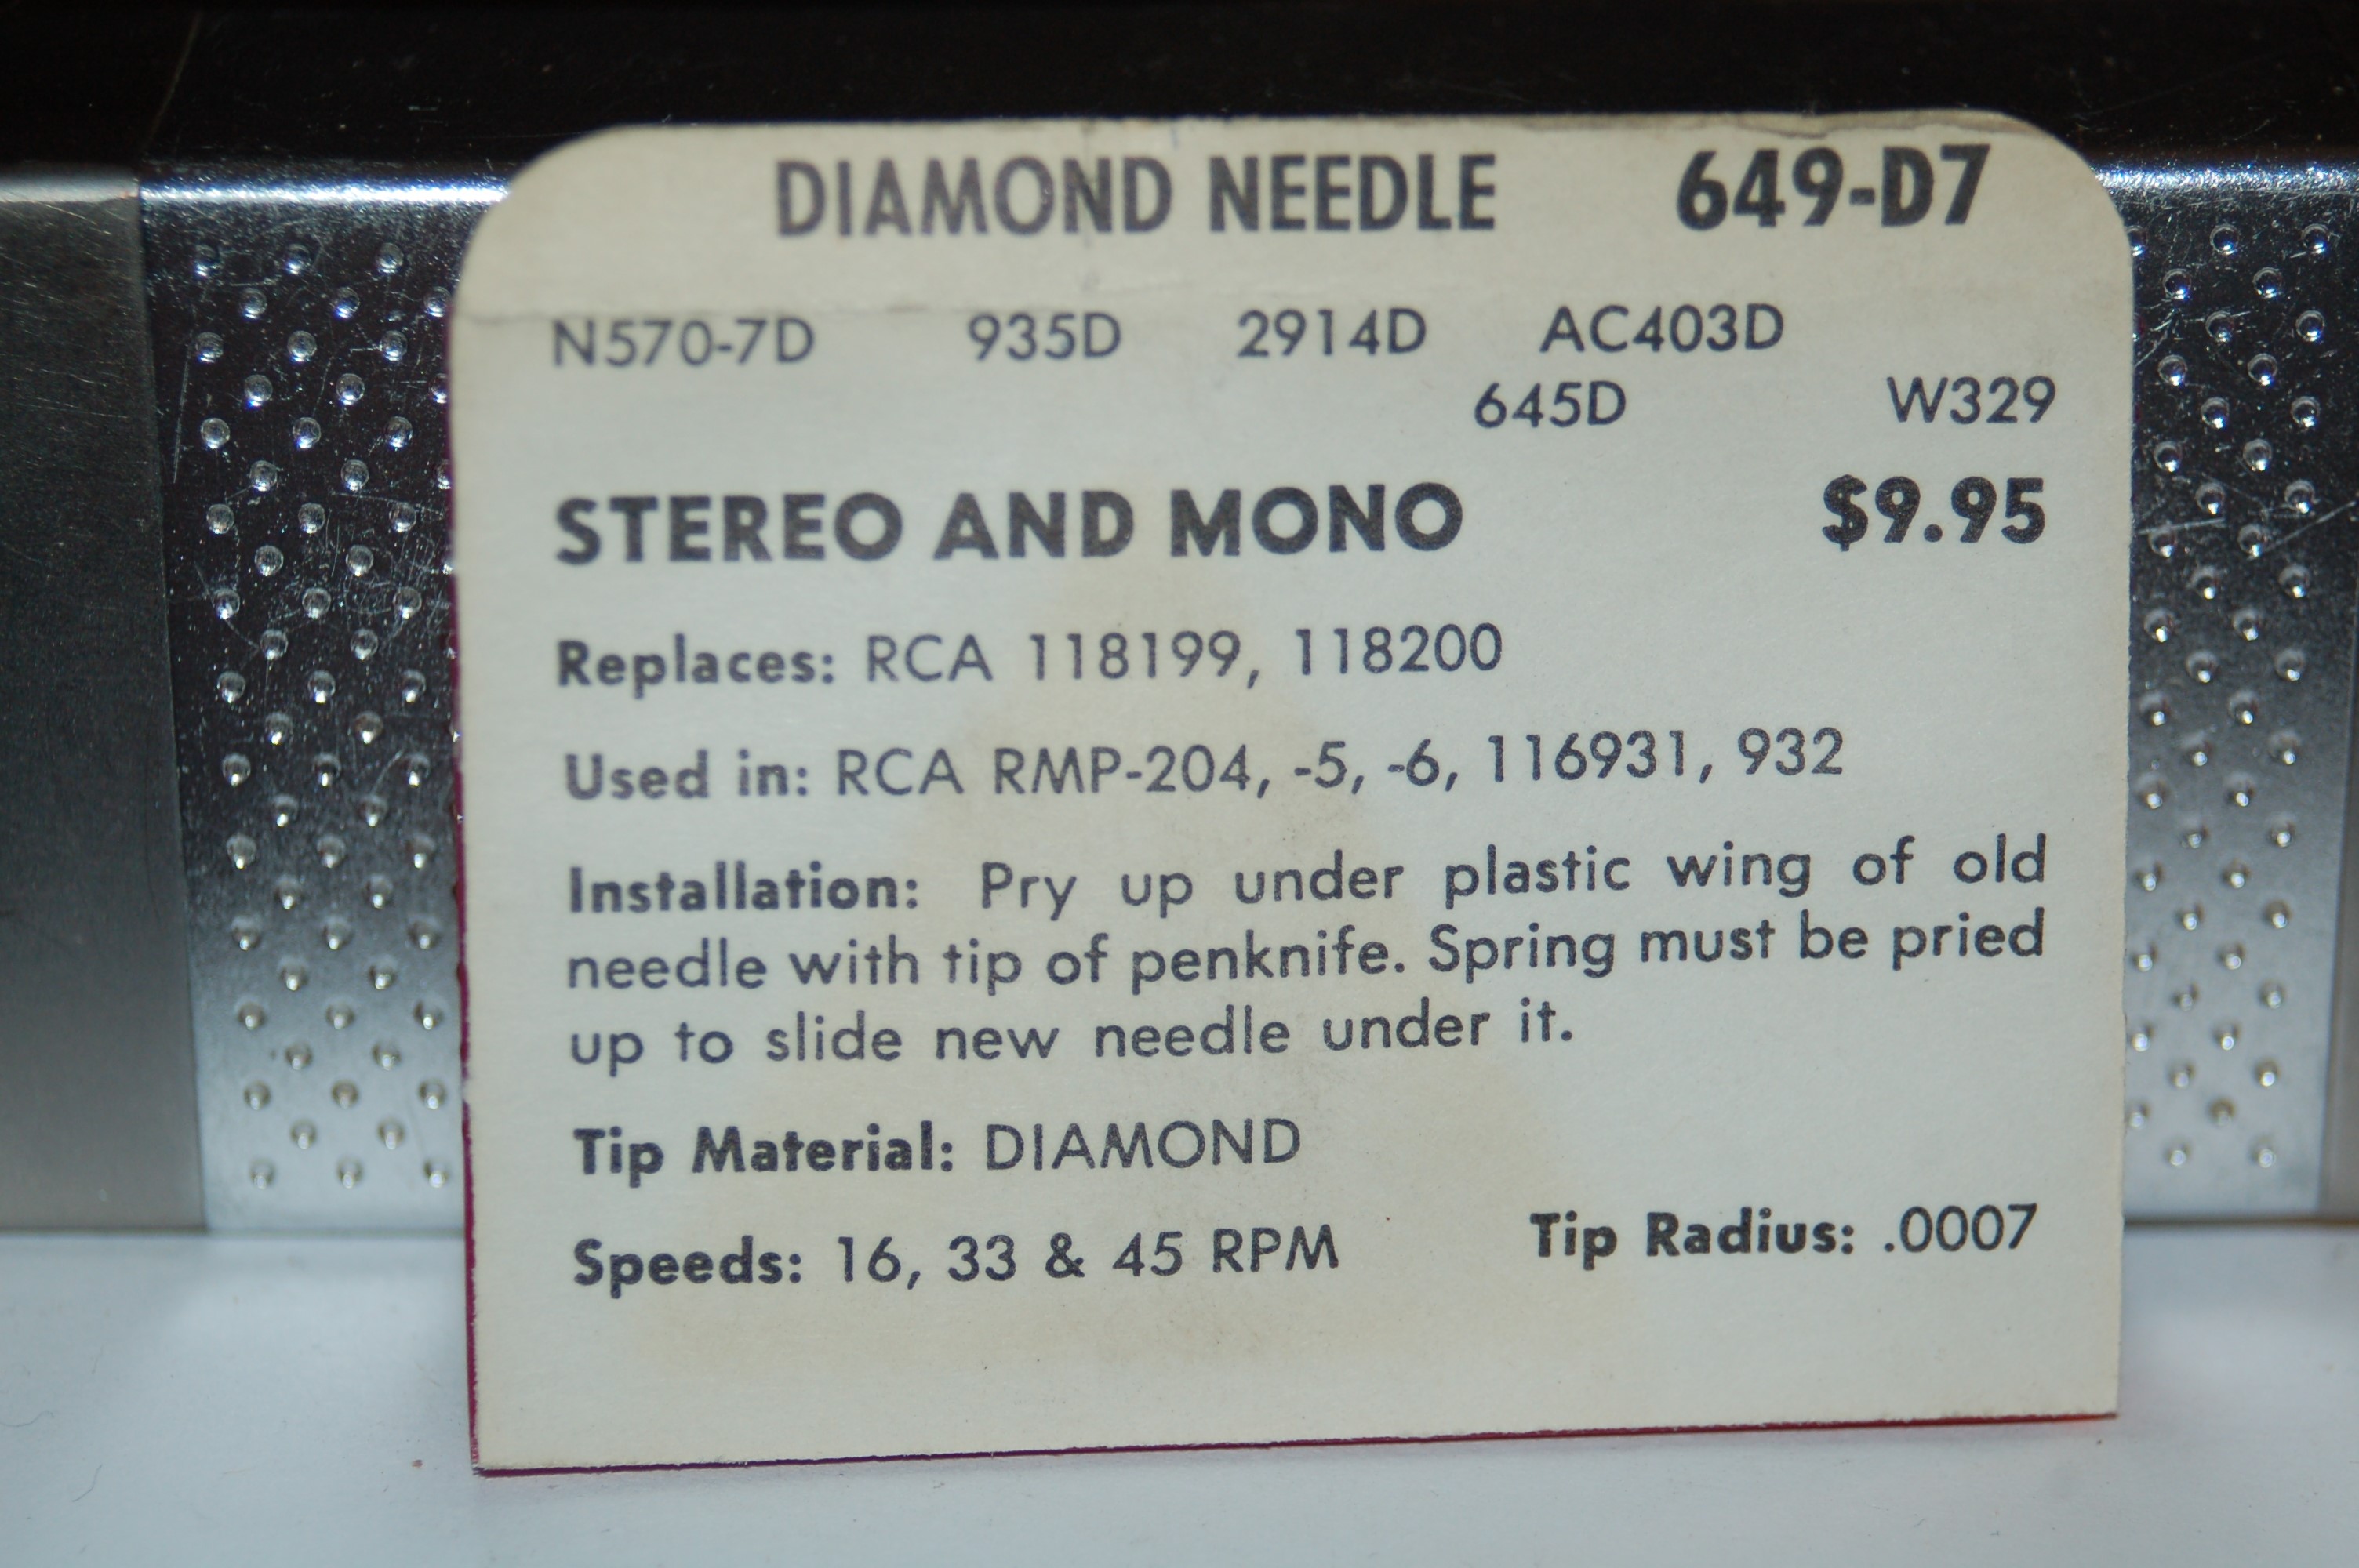 DIAMOND NEEDLE 649-D7
N570-7D 935D 2914D AC403D
645D W329
STEREO AND MONO $9.95
Replaces: RCA 118199, 118200
Used in: RCA RMP-204, -5, -6, 116931, 932
Installation: Pry up under plastic wing of old
needle with tip of penknife. Spring must be pried
up to slide new needle under it.
Tip Material: DIAMOND
Speeds: 16, 33 & 45 RPM Tip Radius: .0007